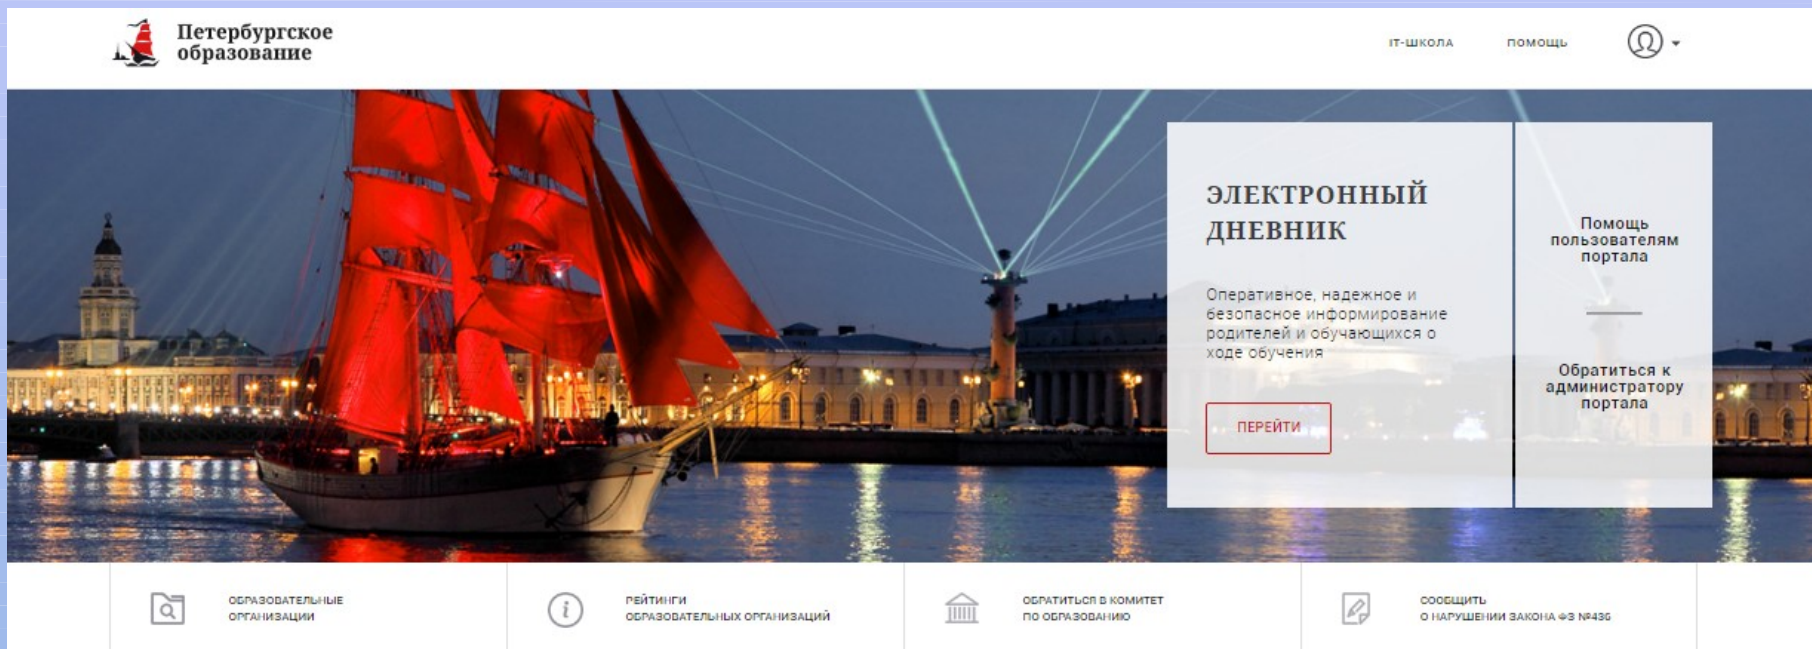 Петербургское
образование
IT-ШКОЛА
ПОМОЩЬ
ЭЛЕКТРОННЫЙ
ДНЕВНИК
Оперативное, надежное и
безопасное информирование
родителей и обучающихся о
ходе обучения
ПЕРЕЙТИ
Помощь
пользователям
портала
Обратиться к
администратору
портала
ОБРАЗОВАТЕЛЬНЫЕ
ОРГАНИЗАЦИИ
РЕЙТИНГИ
ОБРАЗОВАТЕЛЬНЫХ ОРГАНИЗАЦИЙ
ОБРАТИТЬСЯ В КОМИТЕТ
ПО ОБРАЗОВАНИЮ
СООБЩИТЬ
О НАРУШЕНИИ ЗАКОНА ФЗ №436